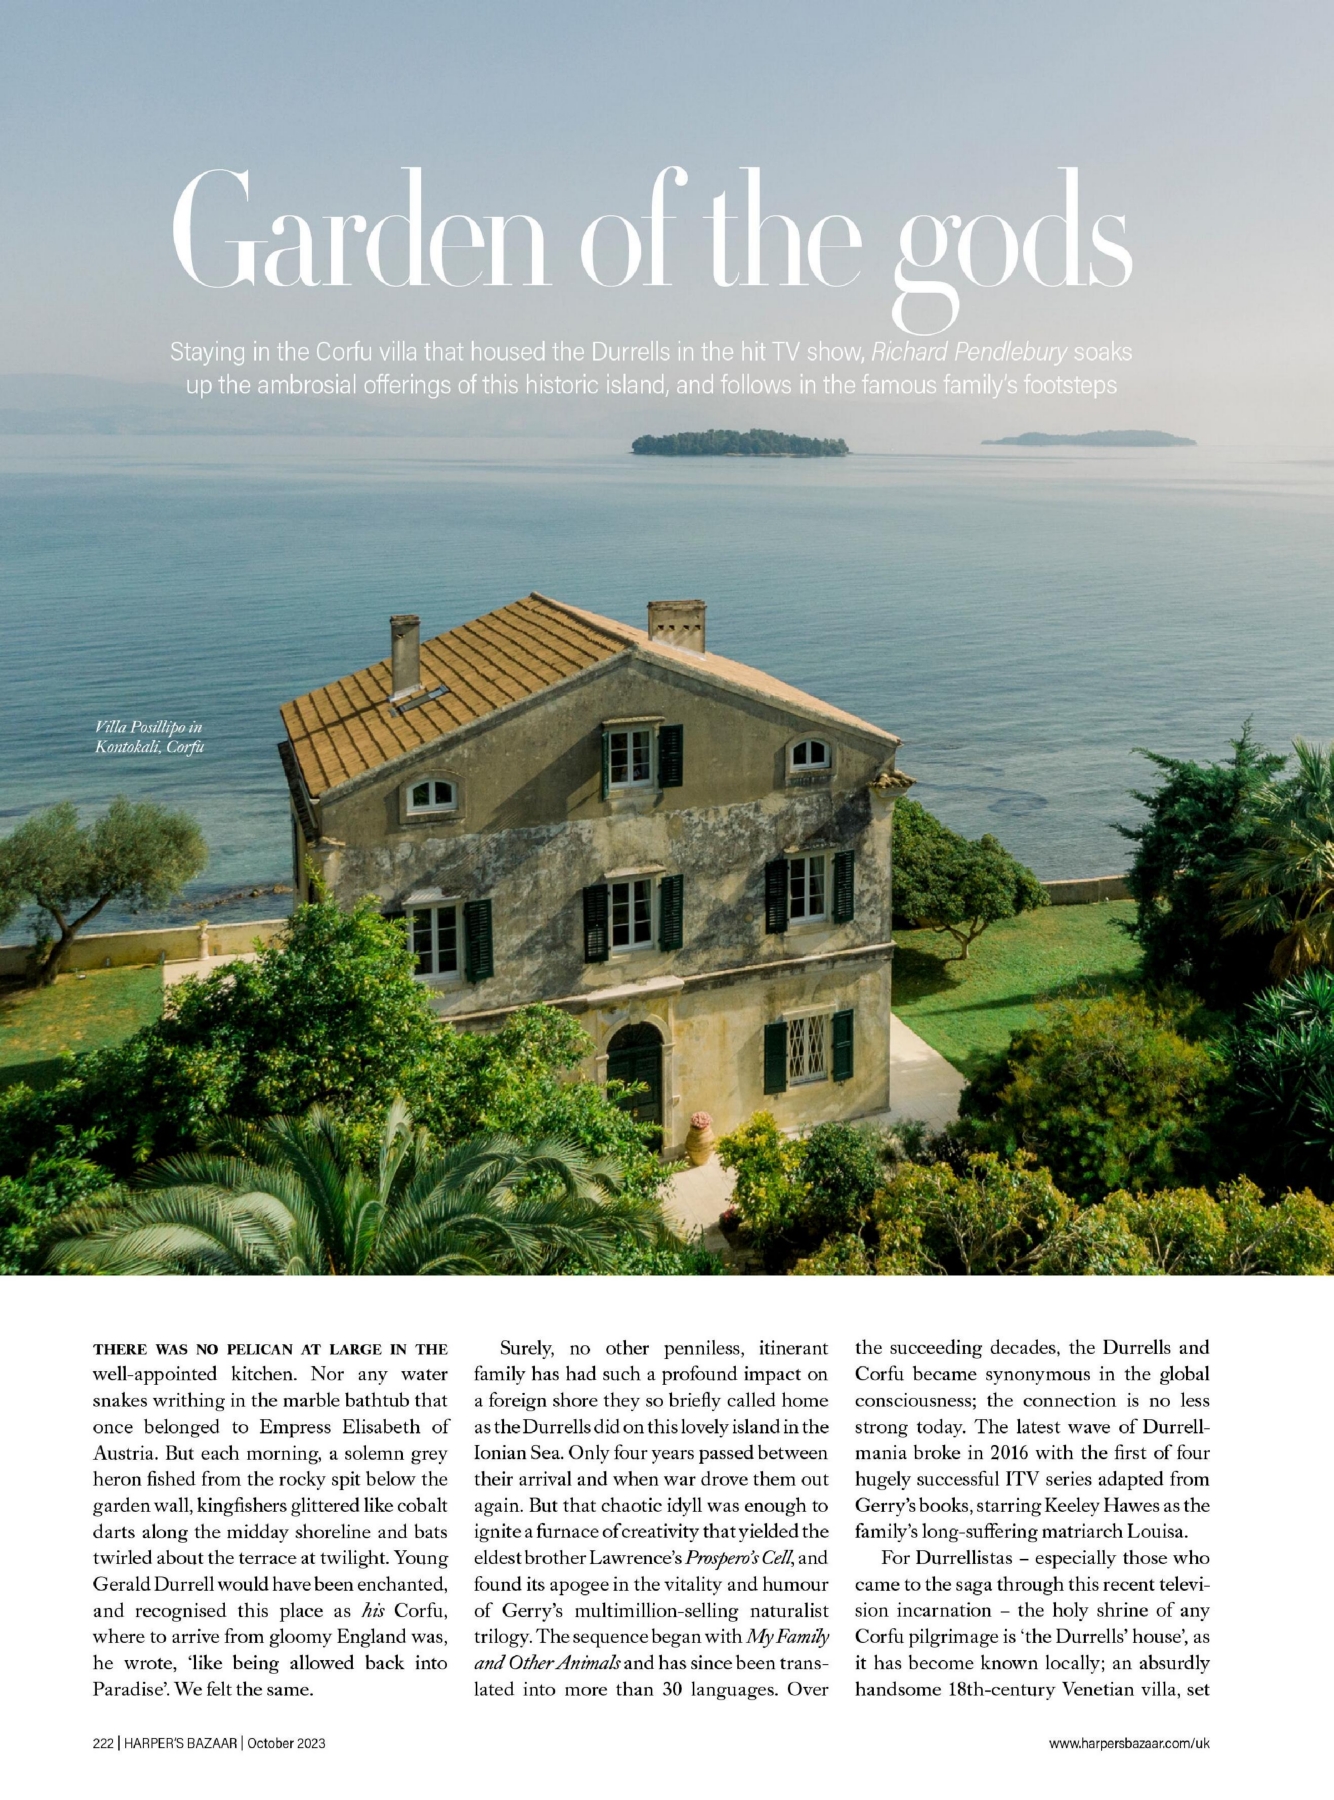 Garden of the gods
Staying in the Corfu villa that housed the Durrells in the hit TV show, Richard Pendlebury soaks
up the ambrosial offerings of this historic island, and follows in the famous family's footsteps
Villa Posillipo in
Kontokali, Corfu
THERE WAS NO PELICAN AT LARGE IN THE
well-appointed kitchen. Nor any water
snakes writhing in the marble bathtub that
once belonged to Empress Elisabeth of
Austria. But each morning, a solemn grey
heron fished from the rocky spit below the
garden wall, kingfishers glittered like cobalt
darts along the midday shoreline and bats
twirled about the terrace at twilight. Young
Gerald Durrell would have been enchanted,
and recognised this place as his Corfu,
where to arrive from gloomy England was,
he wrote, ‘like being allowed back into
Paradise’. We felt the same.
Surely, no other penniless, itinerant
family has had such a profound impact on
a foreign shore they so briefly called home
as the Durrells did on this lovely island in the
Ionian Sea. Only four years passed between
their arrival and when war drove them out
again. But that chaotic idyll was enough to
ignite a furnace of creativity that yielded the
eldest brother Lawrence’s Prospero’s Cell, and
found its apogee in the vitality and humour
of Gerry’s multimillion-selling naturalist
trilogy. The sequence began with My Family
and Other Animals and has since been trans-
lated into more than 30 languages. Over
the succeeding decades, the Durrells and
Corfu became synonymous in the global
consciousness; the connection is no less
strong today. The latest wave of Durrell-
mania broke in 2016 with the first of four
hugely successful ITV series adapted from
Gerry’s books, starring Keeley Hawes as the
family’s long-suffering matriarch Louisa.
For Durrellistas – especially those who
came to the saga through this recent televi-
sion incarnation – the holy shrine of any
Corfu pilgrimage is ‘the Durrells’ house’, as
it has become known locally; an absurdly
handsome 18th-century Venetian villa, set
222 | HARPER’S BAZAAR | October 2023
www.harpersbazaar.com/uk